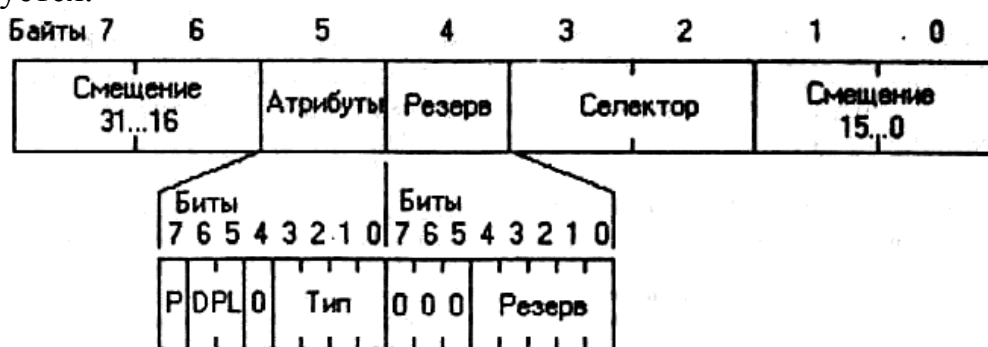 Байты 7 6 5 4 3 2 1 0
Смещение 31...16 Атрибуты Резерв Селектор Смещение 15...0
Биты Биты
7 6 5 4 3 2 1 0 7 6 5 4 3 2 1 0
P DPL 0 Тип 0 0 0 Резерв